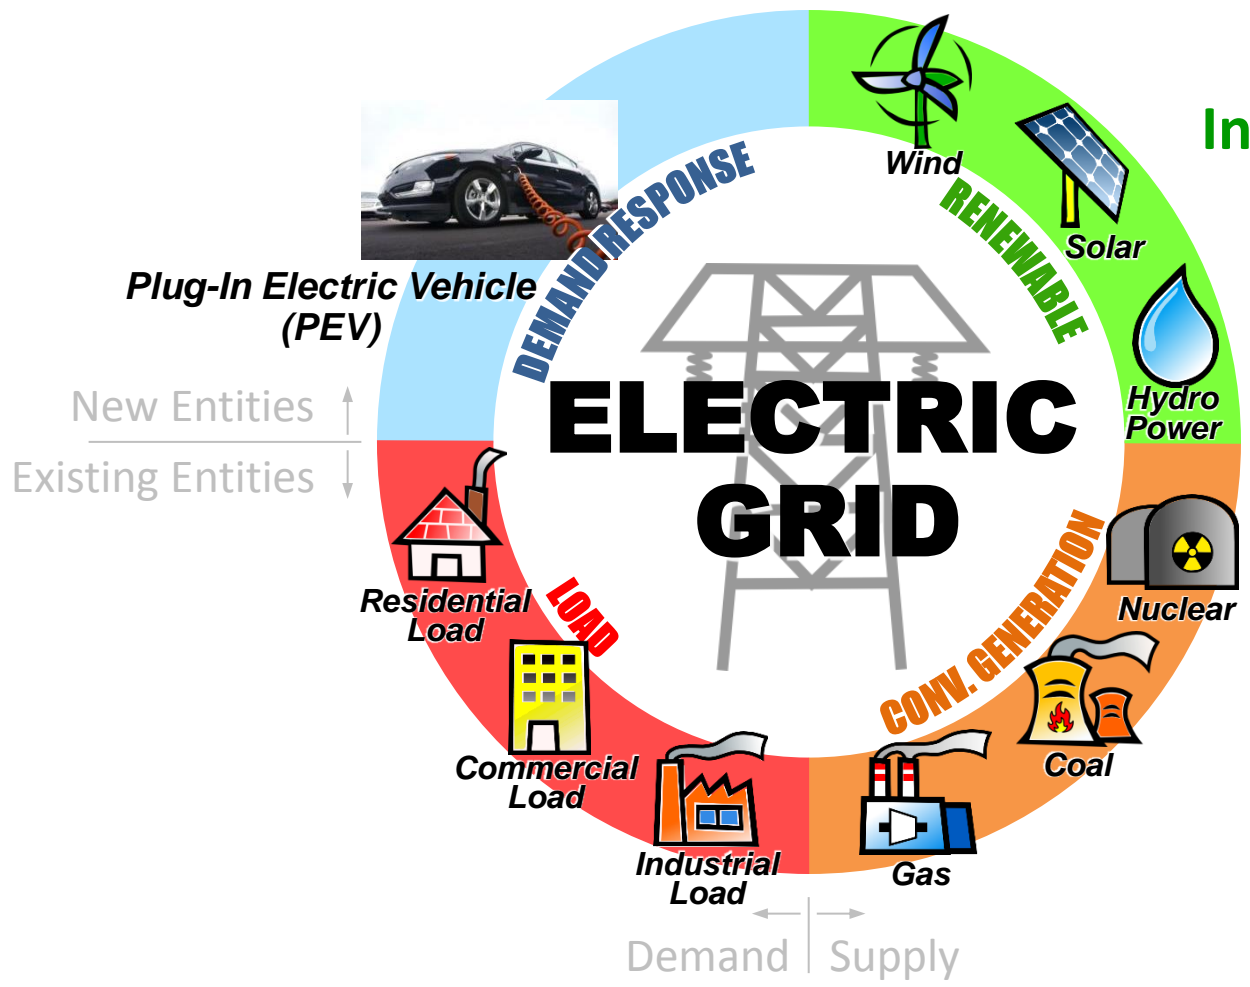 Wind
In
Solar
RENEWABLE
DEMAND RESPONSE
Plug-In Electric Vehicle
(PEV)
Hydro
Power
New Entities
Existing Entities
ELECTRIC
GRID
Residential
Load
LOAD
Nuclear
CONV. GENERATION
Commercial
Load
Coal
Industrial
Load
Gas
Demand
Supply